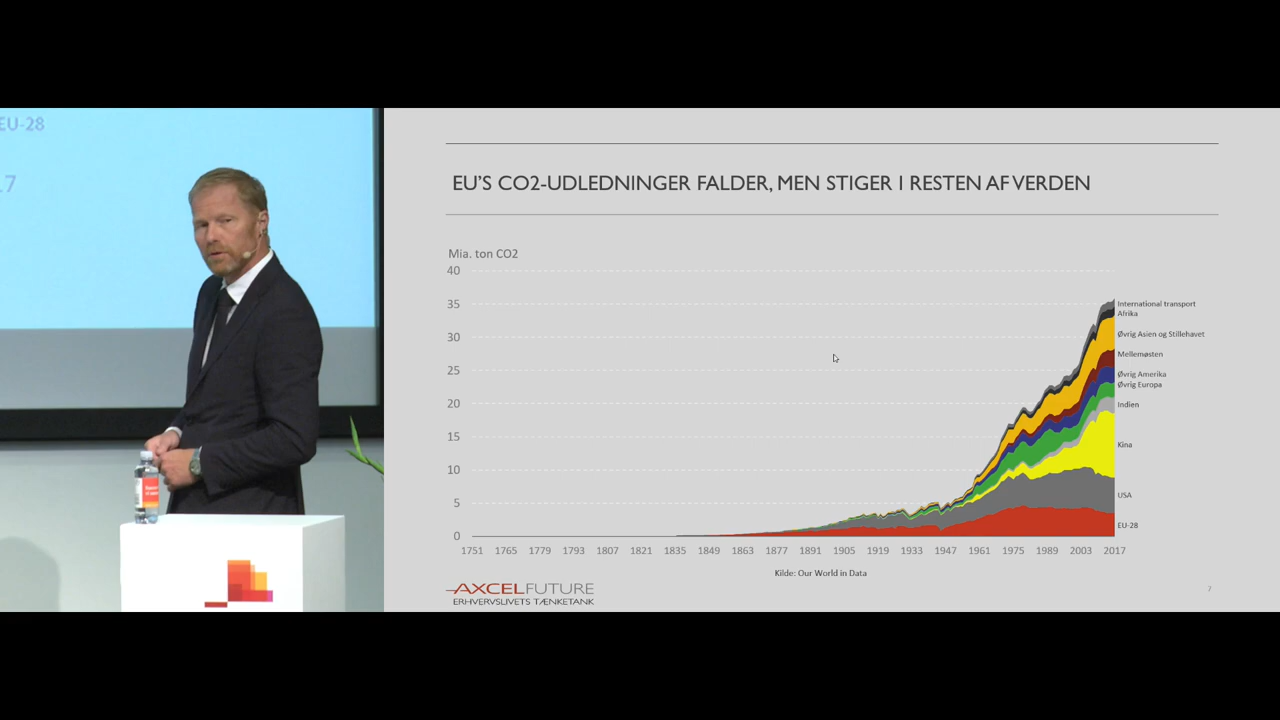 EU-28
.7
EU'S CO2-UDLEDNINGER FALDER, MEN STIGER I RESTEN AF VERDEN
Mia. ton CO2
40
35
30
25
20
15
10
5
0
International transport
Afrika
Øvrig Asien og Stillehavet
Mellemøsten
Øvrig Amerika
Øvrig Europa
Indien
Kina
USA
EU-28
1751 1765 1779 1793 1807 1821 1835 1849 1863 1877 1891 1905 1919 1933 1947 1961 1975 1989 2003 2017
Kilde: Our World in Data
AXCELFUTURE
ERHVERVSLIVETS TÆNKETANK
7